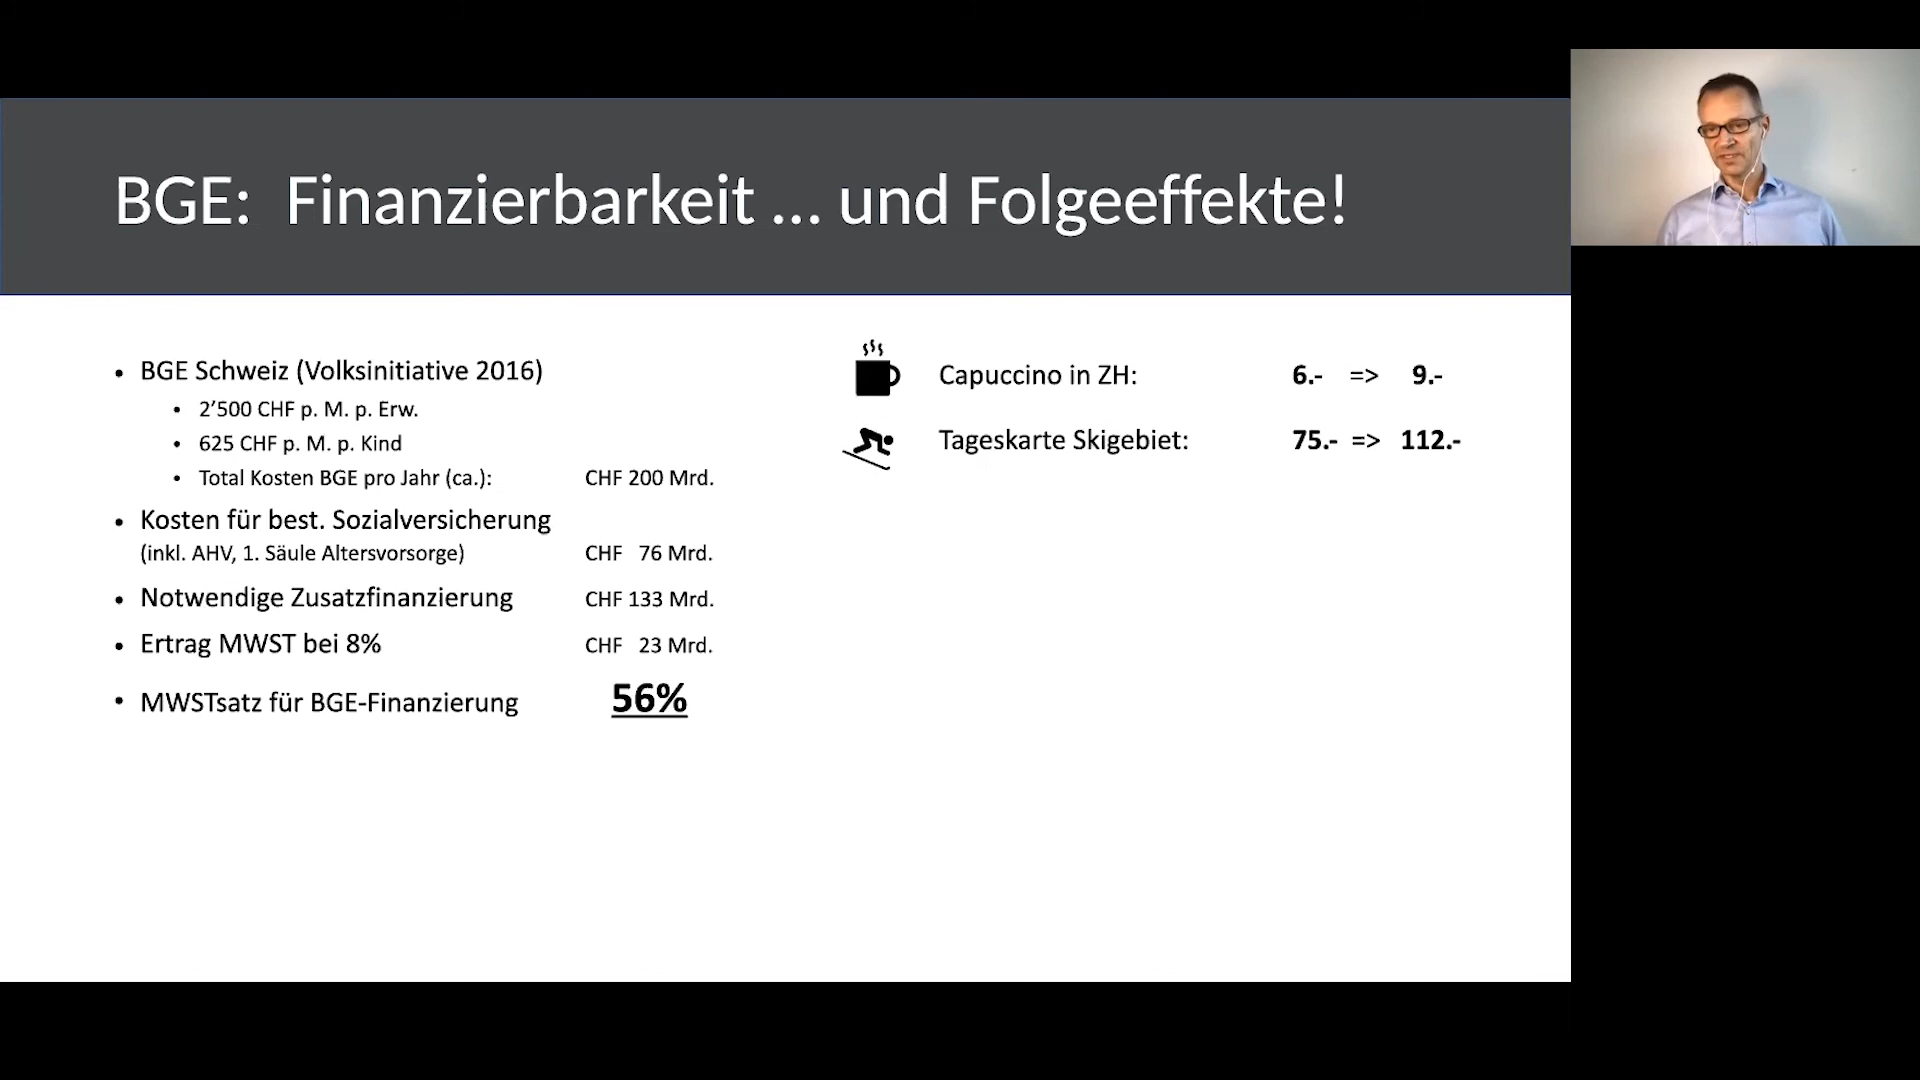 BGE: Finanzierbarkeit ... und Folgeeffekte!
• BGE Schweiz (Volksinitiative 2016)
• 2’500 CHF p. M. p. Erw.
• 625 CHF p. M. p. Kind
• Total Kosten BGE pro Jahr (ca.): CHF 200 Mrd.
• Kosten für best. Sozialversicherung
(inkl. AHV, 1. Säule Altersvorsorge) CHF 76 Mrd.
• Notwendige Zusatzfinanzierung CHF 133 Mrd.
• Ertrag MWST bei 8% CHF 23 Mrd.
• MWSTsatz für BGE-Finanzierung 56%
Capuccino in ZH: 6.- => 9.-
Tageskarte Skigebiet: 75.- => 112.-